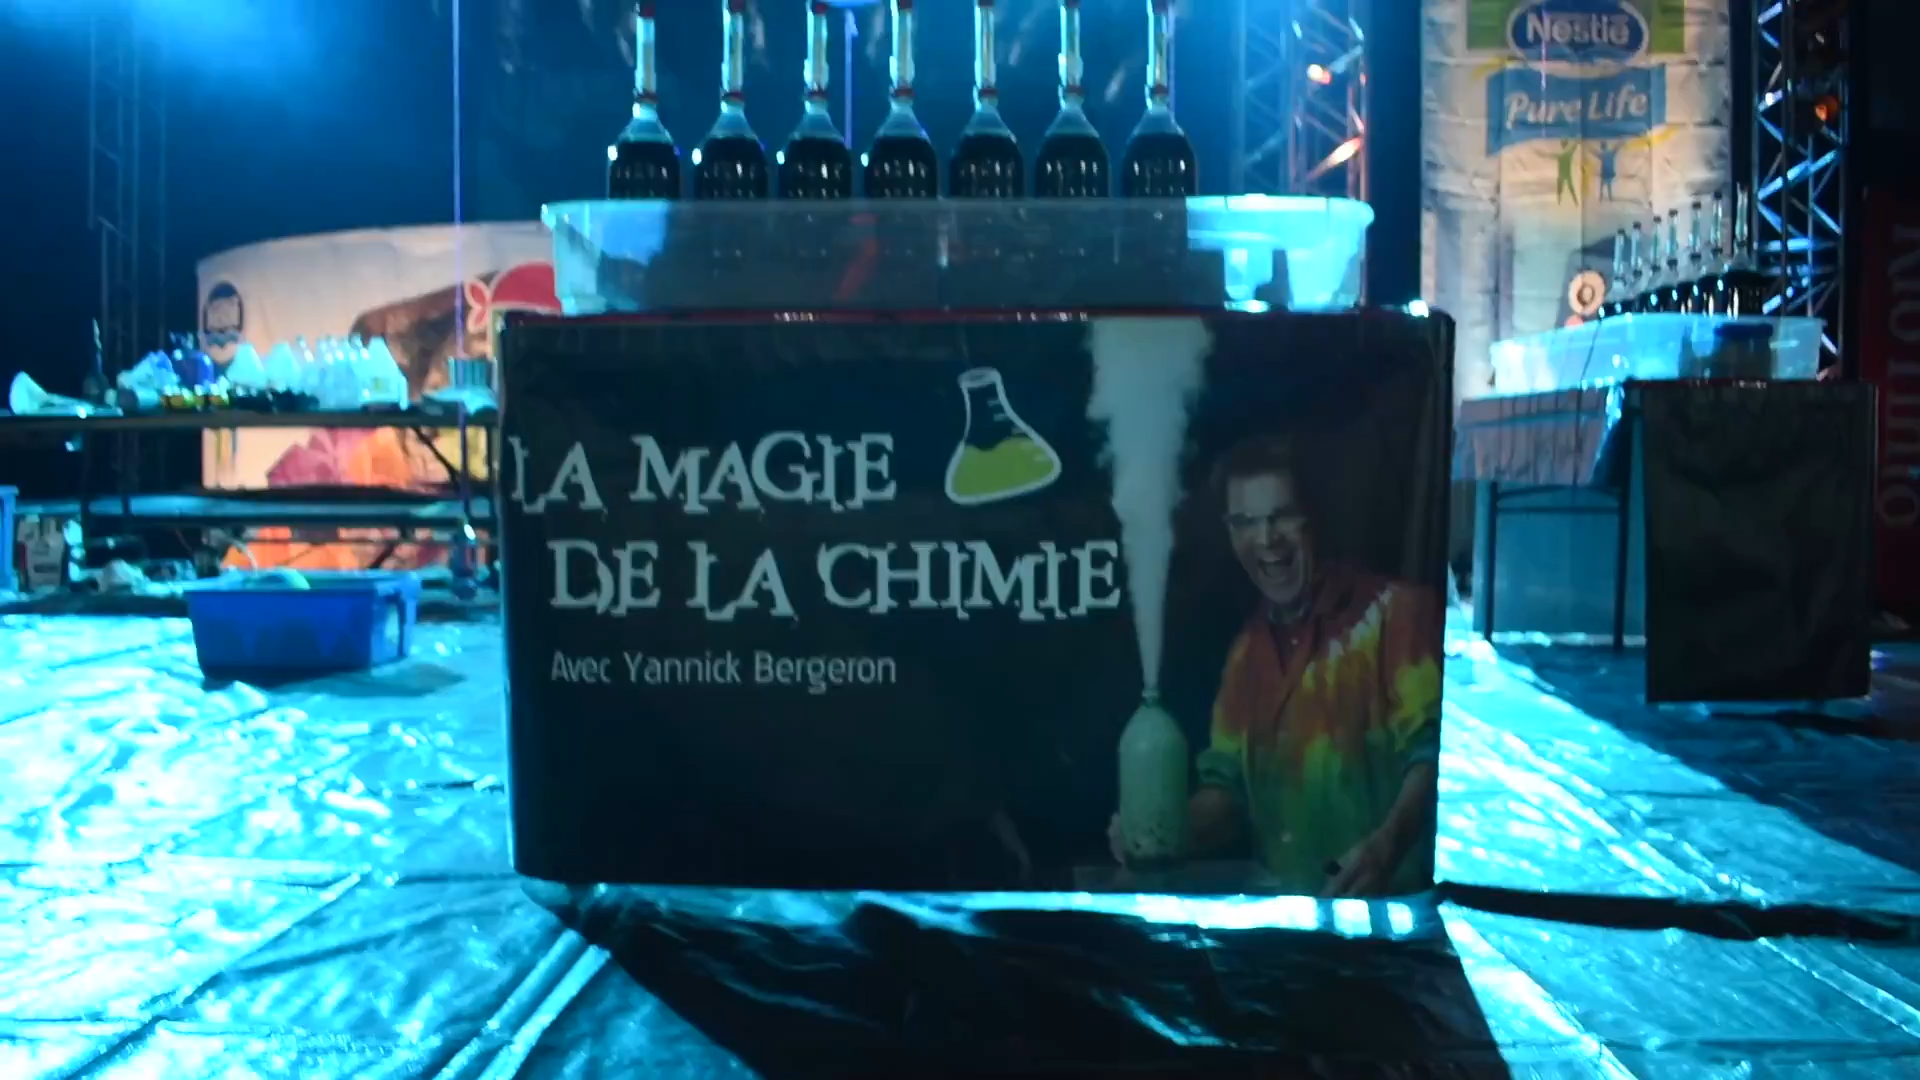 Nestlé
Pure Life
LA MAGIE
DE LA CHIMIE
Avec Yannick Bergeron